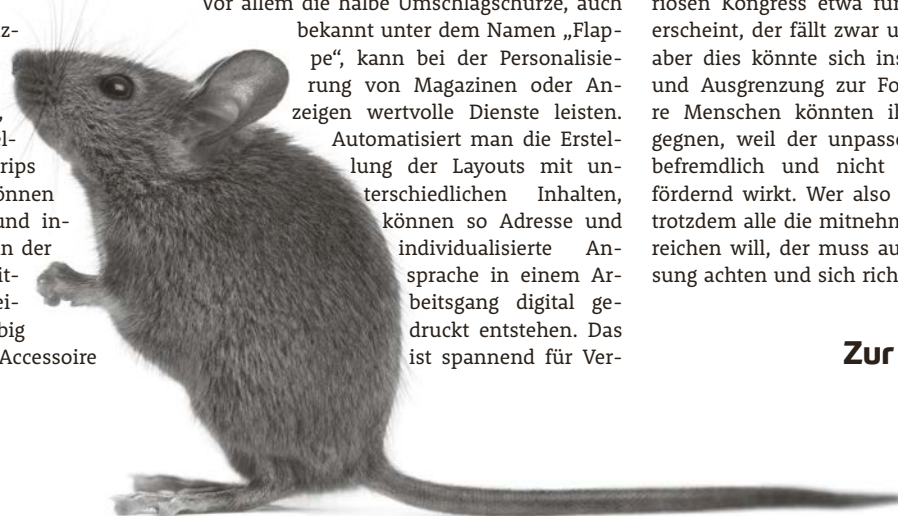 z-
,
el-
rips
önnen
und in-
n der
it-
ei-
big
Accessoire
vor allem die halbe Umschlagschürze, auch
bekannt unter dem Namen „Flap-
pe“, kann bei der Personalisie-
rung von Magazinen oder An-
zeigen wertvolle Dienste leisten.
Automatisiert man die Erstel-
lung der Layouts mit un-
terschiedlichen Inhalten,
können so Adresse und
individualisierte An-
sprache in einem Ar-
beitsgang digital ge-
druckt entstehen. Das
ist spannend für Ver-
riösen Kongress etwa für
erscheint, der fällt zwar u
aber dies könnte sich ins
und Ausgrenzung zur Fo
re Menschen könnten ih
gegnen, weil der unpasse
befremdlich und nicht
fördernd wirkt. Wer also
trotzdem alle die mitnehm
reichen will, der muss au
sung achten und sich rich
Zur